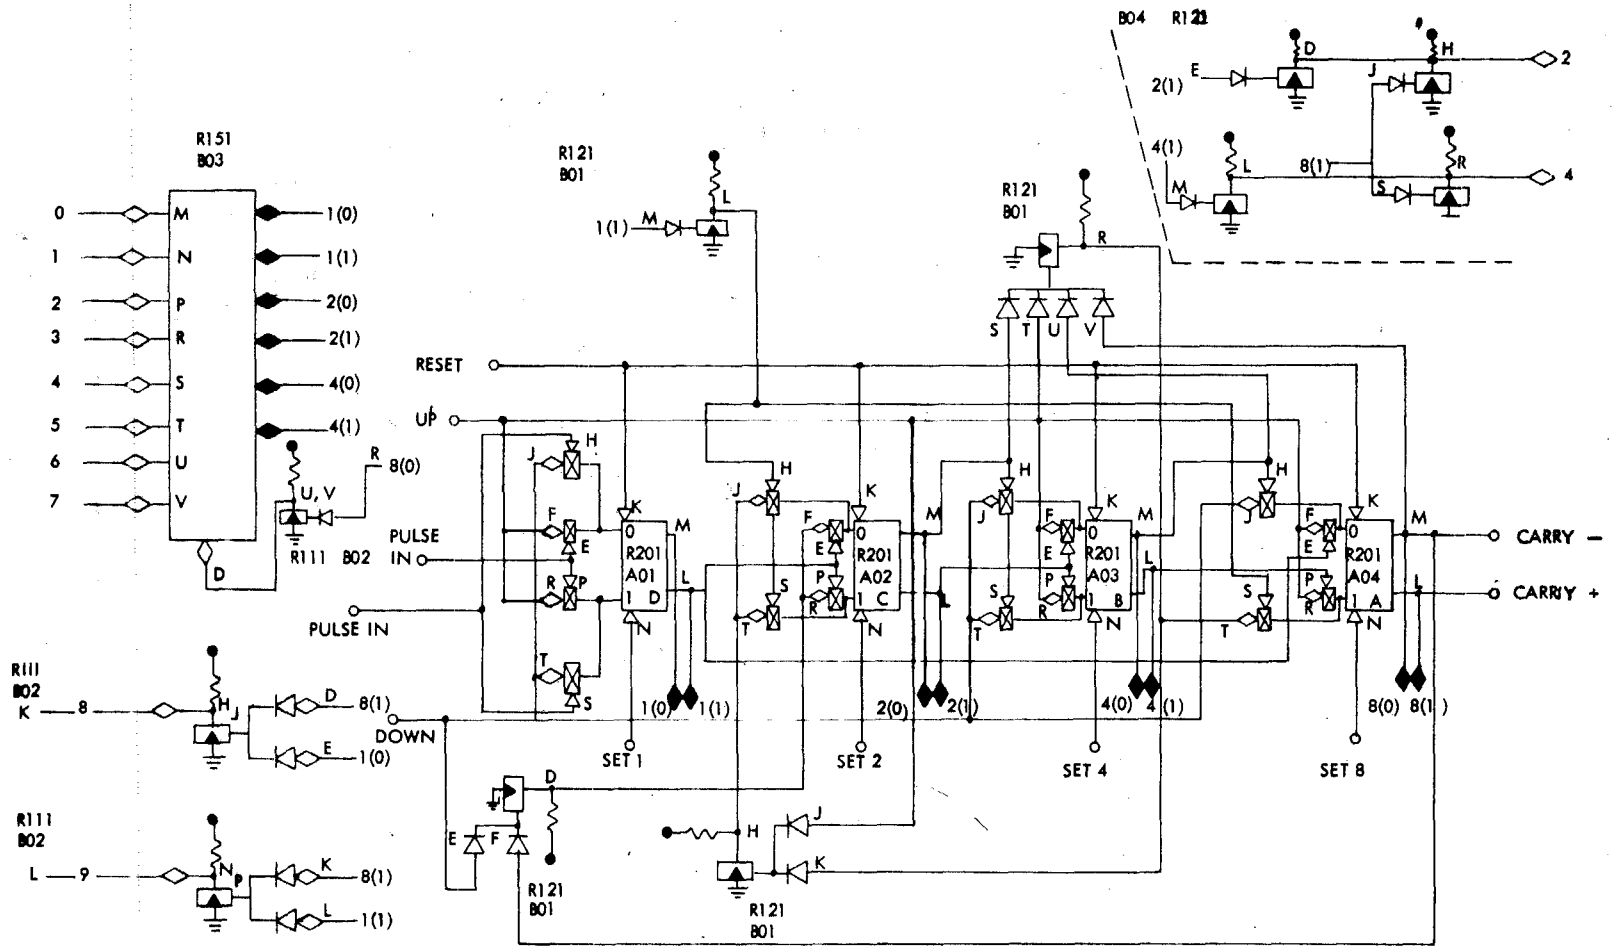 B04 R121
D
H
2
2(1) E
J
4(1)
L
8(1)
R
4
M
S
R151
B03
0 M 1(0)
1 N 1(1)
2 P 2(0)
3 R 2(1)
4 S 4(0)
5 T 4(1)
6 U
7 V
R 8(0)
U, V
R111 B02
D
R121
B01
L
1(1) M
R121
B01
R
S T U V
RESET
UP
PULSE
IN
PULSE IN
J H
F E
R P
T S
K
0 M
R201
A01
1 D L
N
1(0) 1(1)
SET 1
J H
F E
P R
S T
K
0 M
R201
A02
1 C L
N
2(0) 2(1)
SET 2
H J
F E
P R
S T
K
0 M
R201
A03
1 B L
N
4(0) 4(1)
SET 4
H J
F E
P R
S T
K
0 M
R201
A04
1 A L
N
8(0) 8(1)
SET 8
CARRY -
CARRIY +
R111
B02
K 8
H J
D 8(1)
E 1(0)
DOWN
R111
B02
L 9
N P
K 8(1)
L 1(1)
D
E F
R121
B01
H
J
K
R121
B01